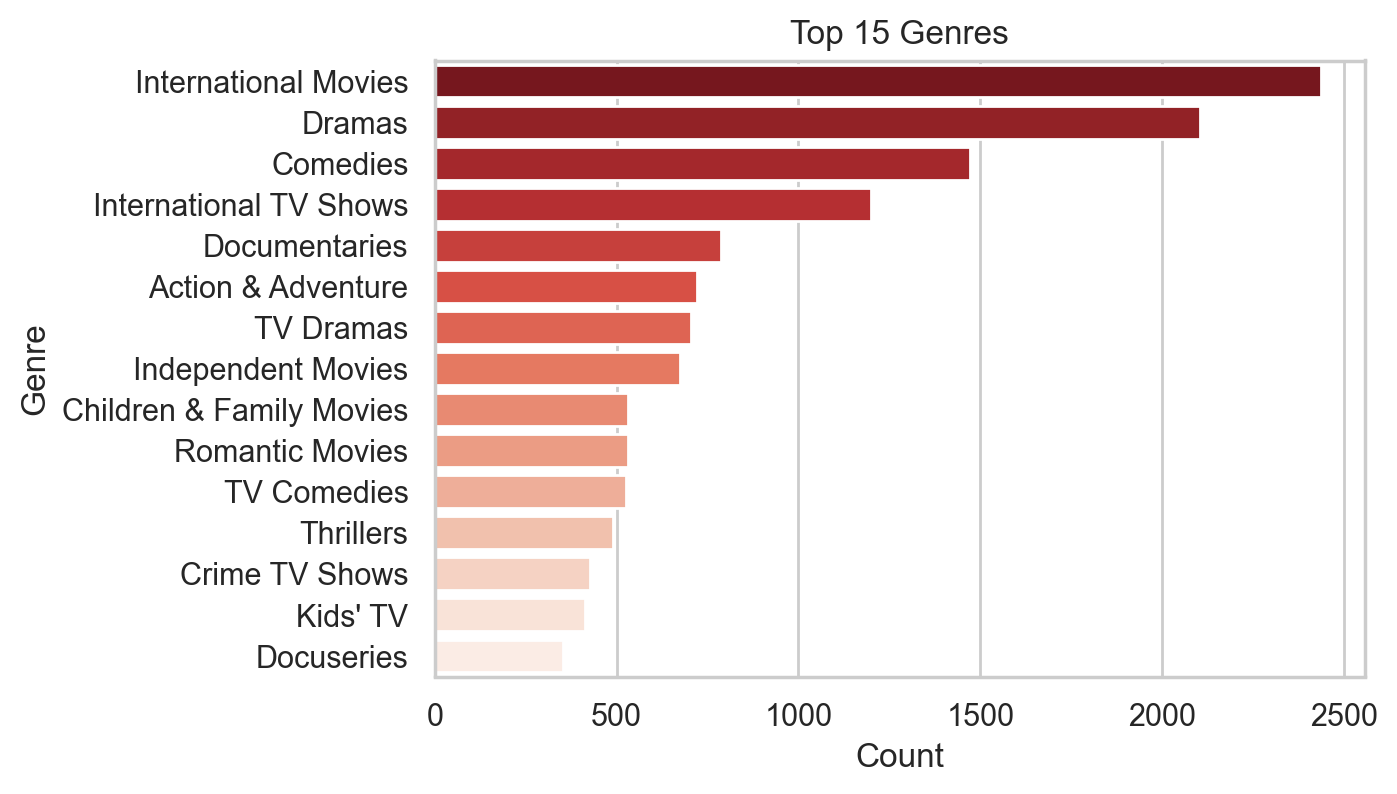 Top 15 Genres
International Movies
Dramas
Comedies
International TV Shows
Documentaries
Action & Adventure
TV Dramas
Independent Movies
Children & Family Movies
Romantic Movies
TV Comedies
Thrillers
Crime TV Shows
Kids' TV
Docuseries
Genre
0 500 1000 1500 2000 2500
Count